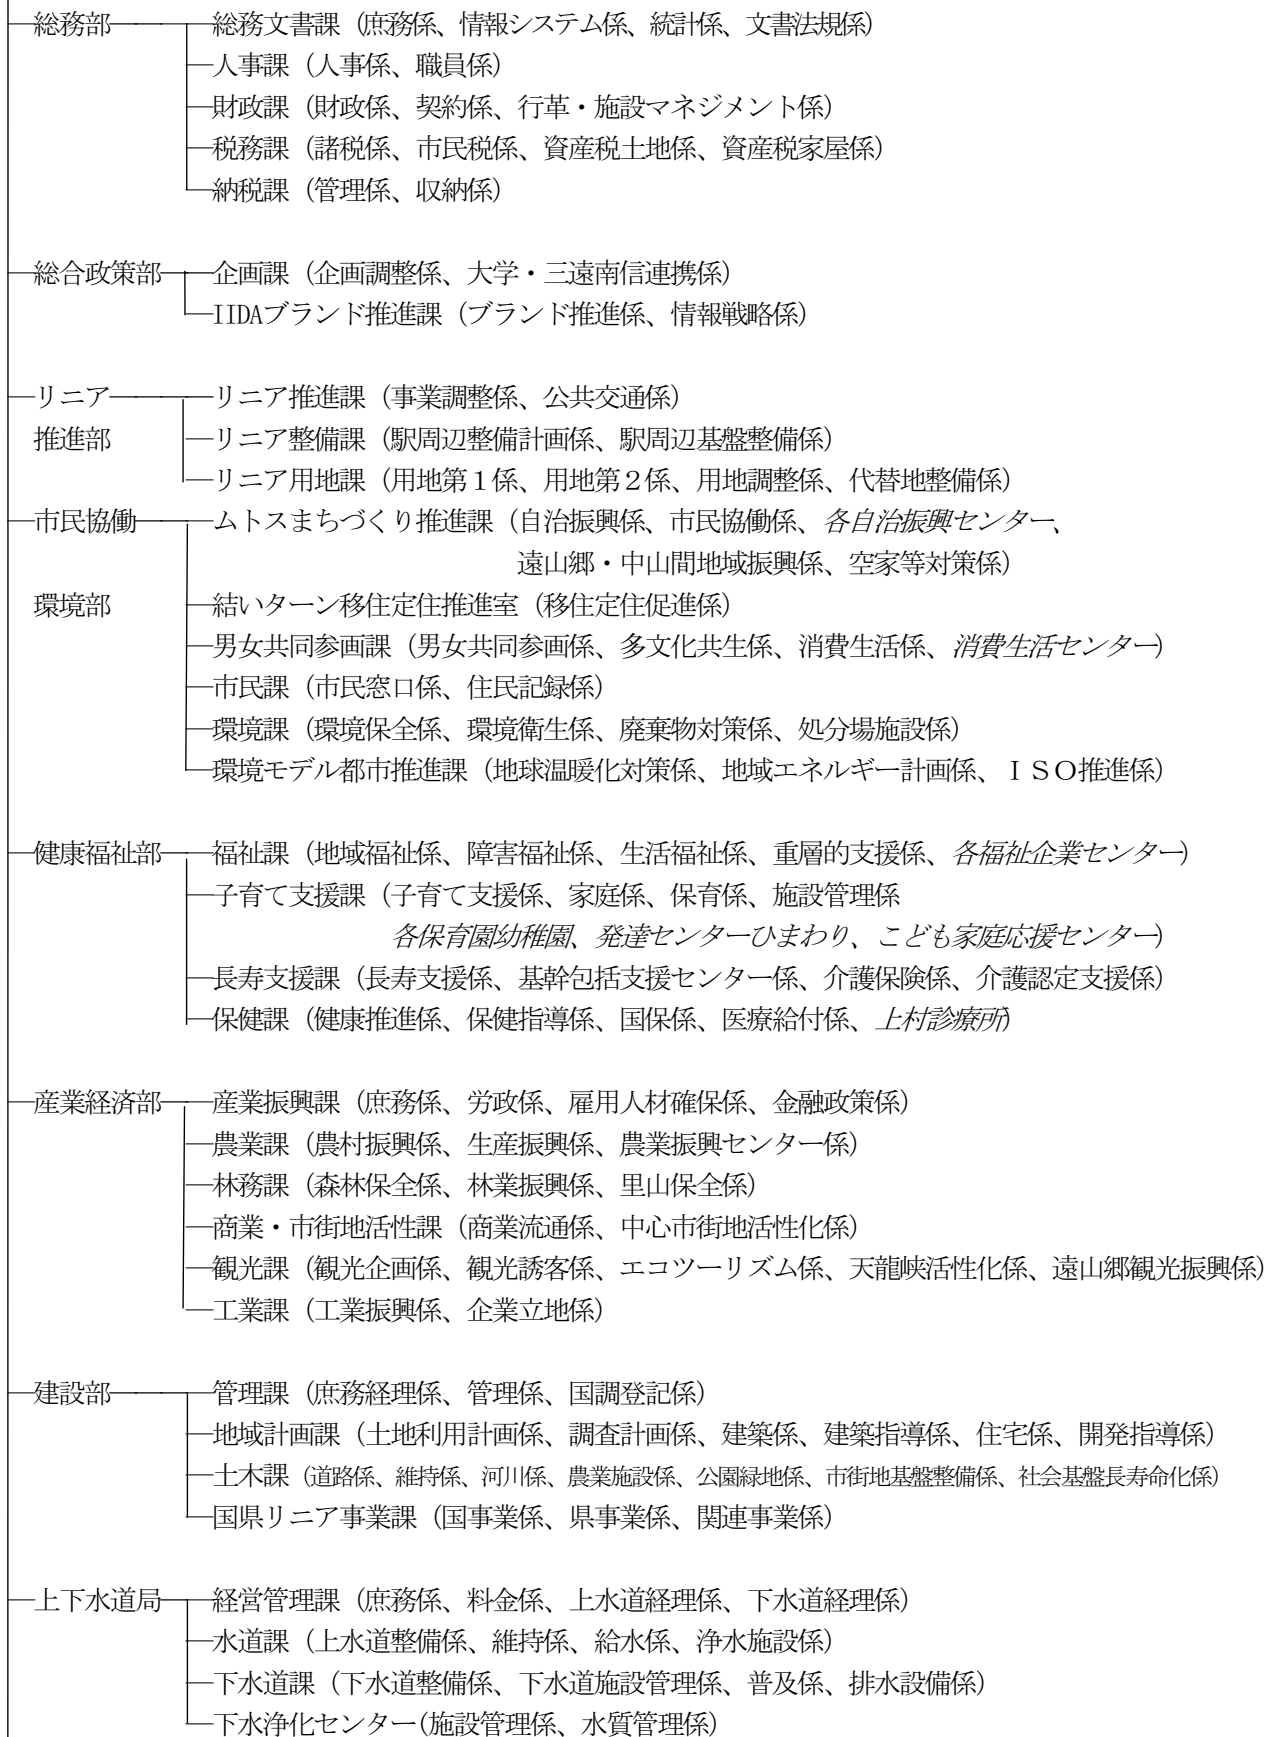 総務部 総務文書課（庶務係、情報システム係、統計係、文書法規係）
人事課（人事係、職員係）
財政課（財政係、契約係、行革・施設マネジメント係）
税務課（諸税係、市民税係、資産税土地係、資産税家屋係）
納税課（管理係、収納係）
総合政策部 企画課（企画調整係、大学・三遠南信連携係）
IIDAブランド推進課（ブランド推進係、情報戦略係）
リニア リニア推進課（事業調整係、公共交通係）
推進部 リニア整備課（駅周辺整備計画係、駅周辺基盤整備係）
リニア用地課（用地第１係、用地第２係、用地調整係、代替地整備係）
市民協働 ムトスまちづくり推進課（自治振興係、市民協働係、各自治振興センター、
遠山郷・中山間地域振興係、空家等対策係）
環境部 結いターン移住定住推進室（移住定住促進係）
男女共同参画課（男女共同参画係、多文化共生係、消費生活係、消費生活センター）
市民課（市民窓口係、住民記録係）
環境課（環境保全係、環境衛生係、廃棄物対策係、処分場施設係）
環境モデル都市推進課（地球温暖化対策係、地域エネルギー計画係、ＩＳＯ推進係）
健康福祉部 福祉課（地域福祉係、障害福祉係、生活福祉係、重層的支援係、各福祉企業センター）
子育て支援課（子育て支援係、家庭係、保育係、施設管理係
各保育園幼稚園、発達センターひまわり、こども家庭応援センター）
長寿支援課（長寿支援係、基幹包括支援センター係、介護保険係、介護認定支援係）
保健課（健康推進係、保健指導係、国保係、医療給付係、上村診療所）
産業経済部 産業振興課（庶務係、労政係、雇用人材確保係、金融政策係）
農業課（農村振興係、生産振興係、農業振興センター係）
林務課（森林保全係、林業振興係、里山保全係）
商業・市街地活性課（商業流通係、中心市街地活性化係）
観光課（観光企画係、観光誘客係、エコツーリズム係、天龍峡活性化係、遠山郷観光振興係）
工業課（工業振興係、企業立地係）
建設部 管理課（庶務経理係、管理係、国調登記係）
地域計画課（土地利用計画係、調査計画係、建築係、建築指導係、住宅係、開発指導係）
土木課（道路係、維持係、河川係、農業施設係、公園緑地係、市街地基盤整備係、社会基盤長寿命化係）
国県リニア事業課（国事業係、県事業係、関連事業係）
上下水道局 経営管理課（庶務係、料金係、上水道経理係、下水道経理係）
水道課（上水道整備係、維持係、給水係、浄水施設係）
下水道課（下水道整備係、下水道施設管理係、普及係、排水設備係）
下水浄化センター(施設管理係、水質管理係）